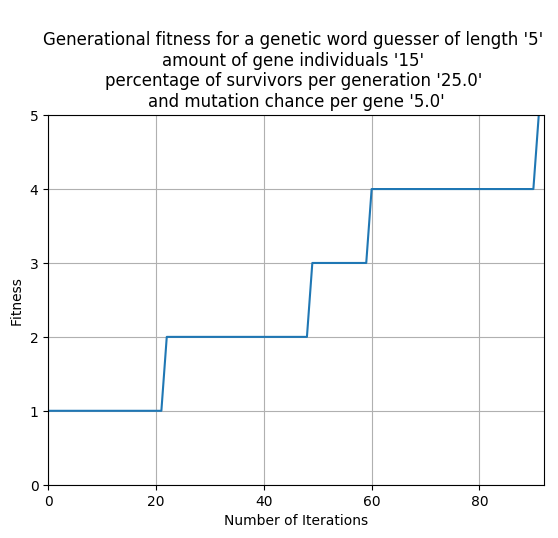 Generational fitness for a genetic word guesser of length '5'
amount of gene individuals '15'
percentage of survivors per generation '25.0'
and mutation chance per gene '5.0'
5
4
3
2
1
0
Fitness
0 20 40 60 80
Number of Iterations